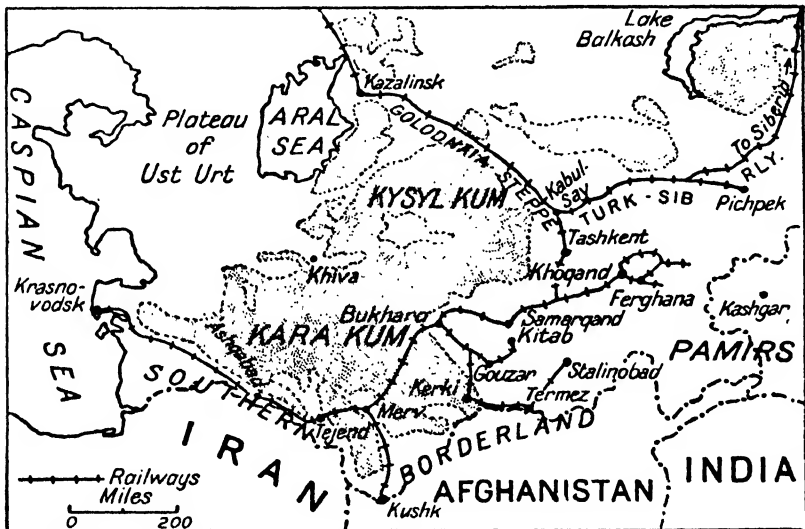 Lake
Balkash
Kazalinsk
CASPIAN SEA
Plateau
of
Ust Urt
ARAL
SEA
GOLODNAIA STEPPE
To Siberia
KYSYL KUM
Kabul-
Say
TURK-SIB RLY.
Pichpek
Tashkent
Khiva
Khoqand
Krasno-
vodsk
Ferghana
Kashgar
Bukhara
Samarqand
Kitab
KARA KUM
Ashqabad
PAMIRS
Gouzar
Stalinobad
Kerki
Termez
SOUTHERN BORDERLAND
Merv
Tejend
IRAN
INDIA
Railways
Miles
0 200
Kushk
AFGHANISTAN